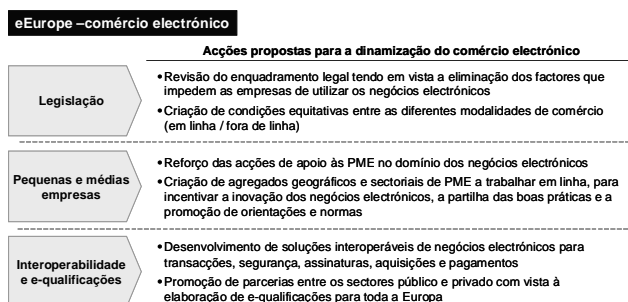 eEurope –comércio electrónico
Acções propostas para a dinamização do comércio electrónico
Legislação
•Revisão do enquadramento legal tendo em vista a eliminação dos factores que
impedem as empresas de utilizar os negócios electrónicos
•Criação de condições equitativas entre as diferentes modalidades de comércio
(em linha / fora de linha)
Pequenas e médias
empresas
•Reforço das acções de apoio às PME no domínio dos negócios electrónicos
•Criação de agregados geográficos e sectoriais de PME a trabalhar em linha, para
incentivar a inovação dos negócios electrónicos, a partilha das boas práticas e a
promoção de orientações e normas
Interoperabilidade
e e-qualificações
•Desenvolvimento de soluções interoperáveis de negócios electrónicos para
transacções, segurança, assinaturas, aquisições e pagamentos
•Promoção de parcerias entre os sectores público e privado com vista à
elaboração de e-qualificações para toda a Europa